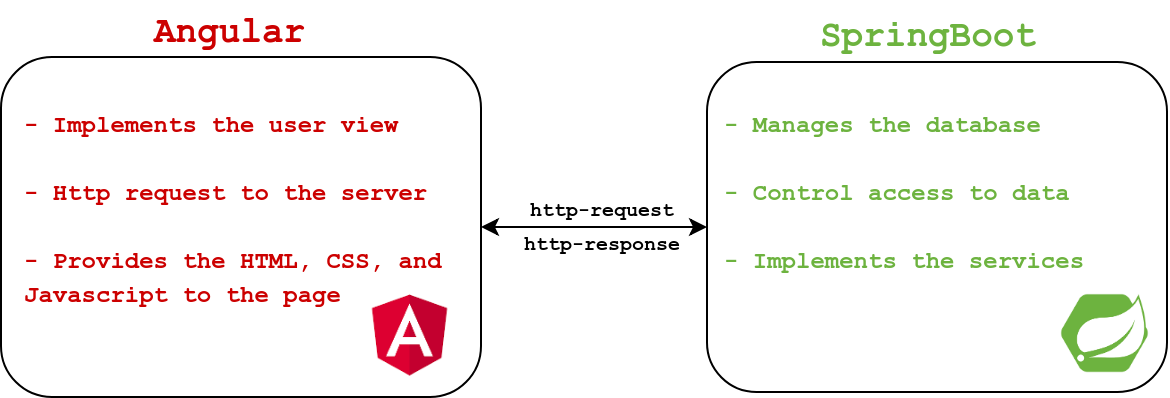 Angular
- Implements the user view
- Http request to the server
- Provides the HTML, CSS, and
Javascript to the page
http-request
http-response
SpringBoot
- Manages the database
- Control access to data
- Implements the services